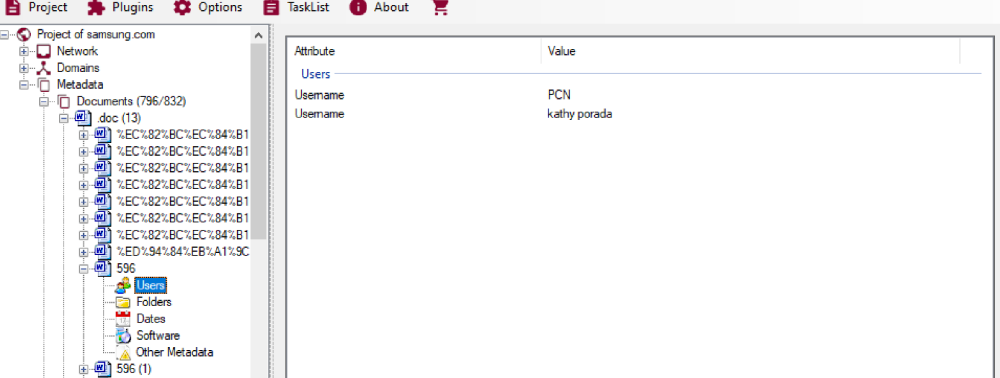 Project Plugins Options TaskList About
Project of samsung.com
Network
Domains
Metadata
Documents (796/832)
.doc (13)
%EC%82%BC%EC%84%B1
%EC%82%BC%EC%84%B1
%EC%82%BC%EC%84%B1
%EC%82%BC%EC%84%B1
%EC%82%BC%EC%84%B1
%EC%82%BC%EC%84%B1
%EC%82%BC%EC%84%B1
%ED%94%84%EB%A1%9C
596
Users
Folders
Dates
Software
Other Metadata
596 (1)
Attribute Value
Users
Username PCN
Username kathy porada